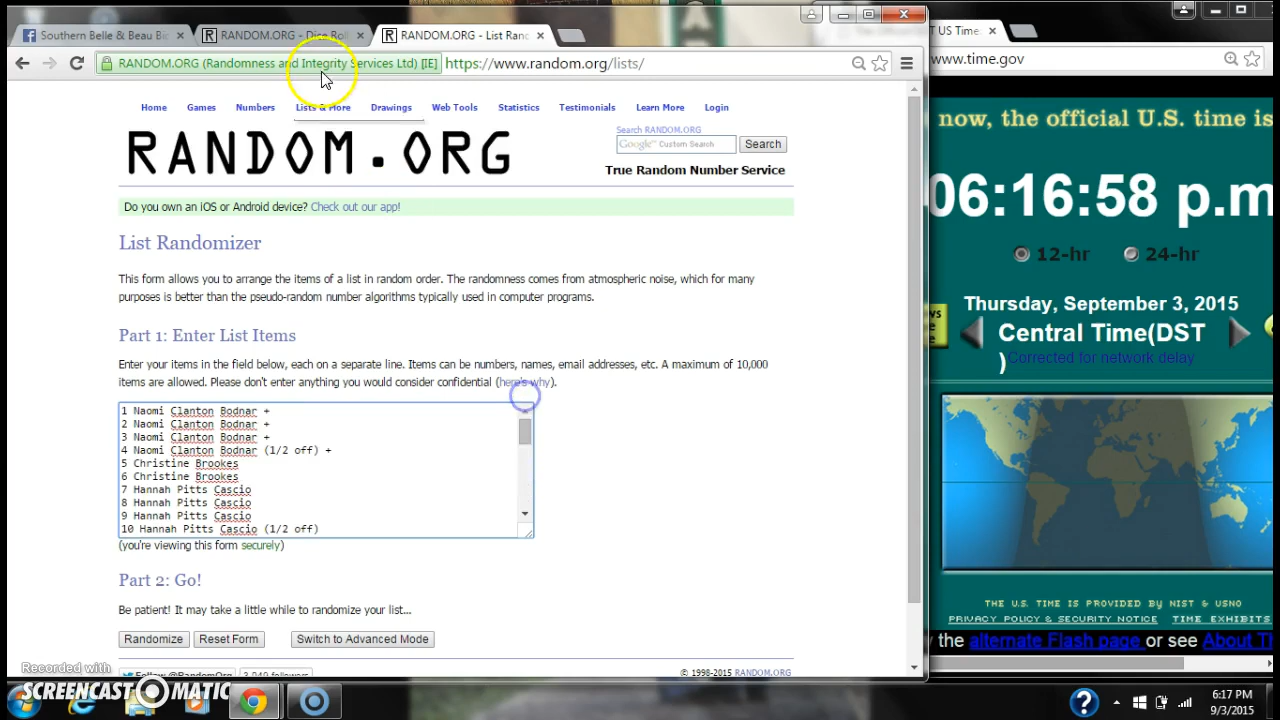 Southern Belle & Beau Bi
RANDOM.ORG - Dice Roll
RANDOM.ORG - List Rand
US Time
RANDOM.ORG (Randomness and Integrity Services Ltd) [IE]
https://www.random.org/lists/
www.time.gov
Home Games Numbers Lists & More Drawings Web Tools Statistics Testimonials Learn More Login
RANDOM.ORG
Search RANDOM.ORG
Google Custom Search
Search
True Random Number Service
Do you own an iOS or Android device? Check out our app!
List Randomizer
This form allows you to arrange the items of a list in random order. The randomness comes from atmospheric noise, which for many
purposes is better than the pseudo-random number algorithms typically used in computer programs.
Part 1: Enter List Items
Enter your items in the field below, each on a separate line. Items can be numbers, names, email addresses, etc. A maximum of 10,000
items are allowed. Please don't enter anything you would consider confidential (here's why).
1 Naomi Clanton Bodnar +
2 Naomi Clanton Bodnar +
3 Naomi Clanton Bodnar +
4 Naomi Clanton Bodnar (1/2 off) +
5 Christine Brookes
6 Christine Brookes
7 Hannah Pitts Cascio
8 Hannah Pitts Cascio
9 Hannah Pitts Cascio
10 Hannah Pitts Cascio (1/2 off)
(you're viewing this form securely)
Part 2: Go!
Be patient! It may take a little while to randomize your list...
Randomize
Reset Form
Switch to Advanced Mode
Follow @RandomOrg
3,049 followers
© 1998-2015 RANDOM.ORG
now, the official U.S. time is
06:16:58 p.m
12-hr
24-hr
Thursday, September 3, 2015
Central Time(DST
)
Corrected for network delay
THE U.S. TIME IS PROVIDED BY NIST & USNO
PRIVACY POLICY & SECURITY NOTICE
TIME EXHIBITS
the alternate Flash page or see About Th
Recorded with
SCREENCAST-O-MATIC
6:17 PM
9/3/2015